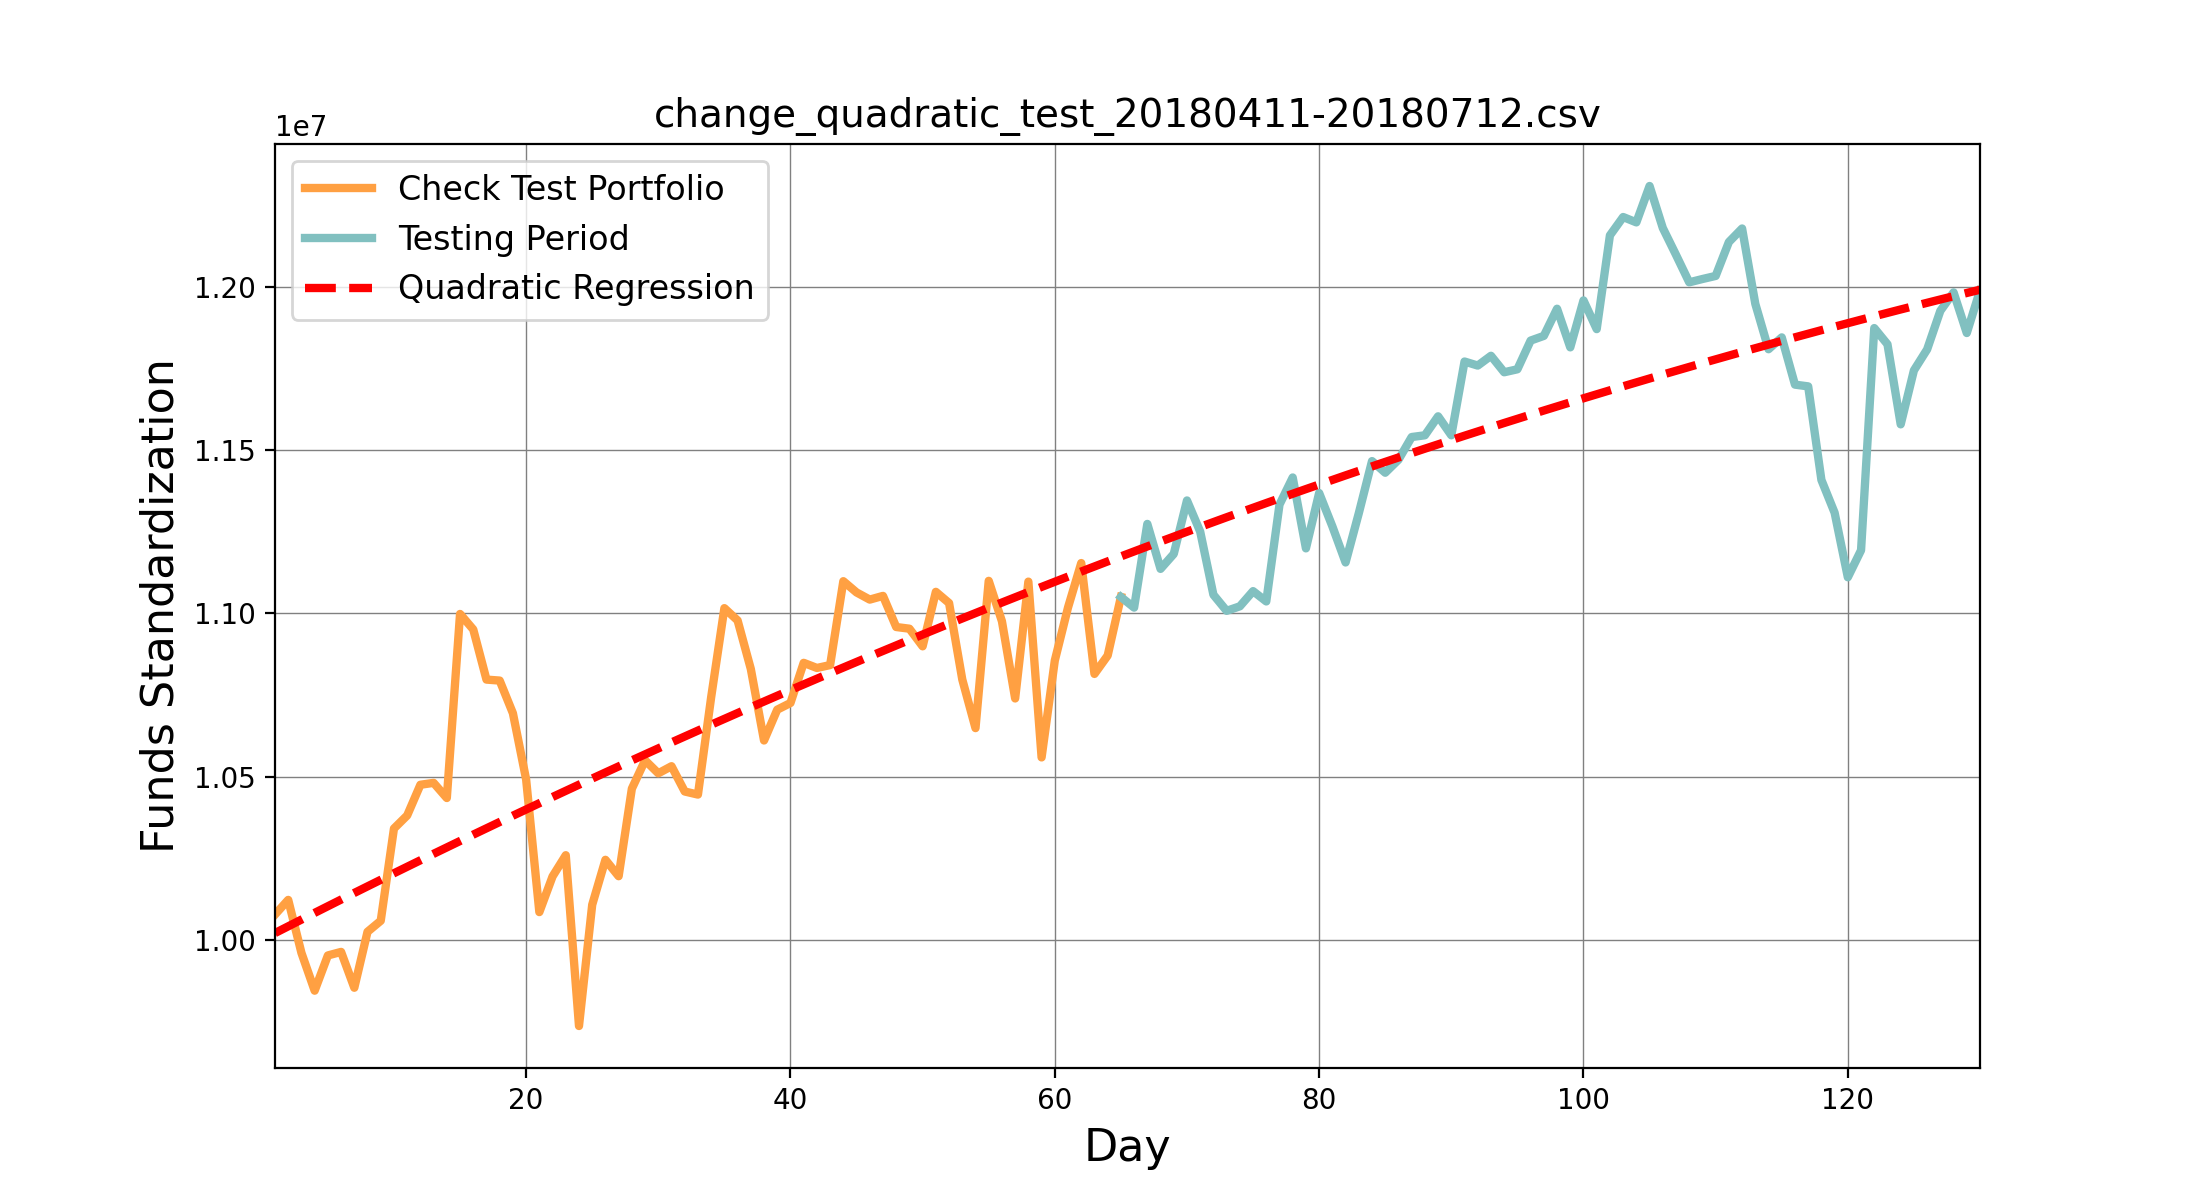 change_quadratic_test_20180411-20180712.csv
1e7
Check Test Portfolio
Testing Period
Quadratic Regression
Funds Standardization
1.20
1.15
1.10
1.05
1.00
20 40 60 80 100 120
Day